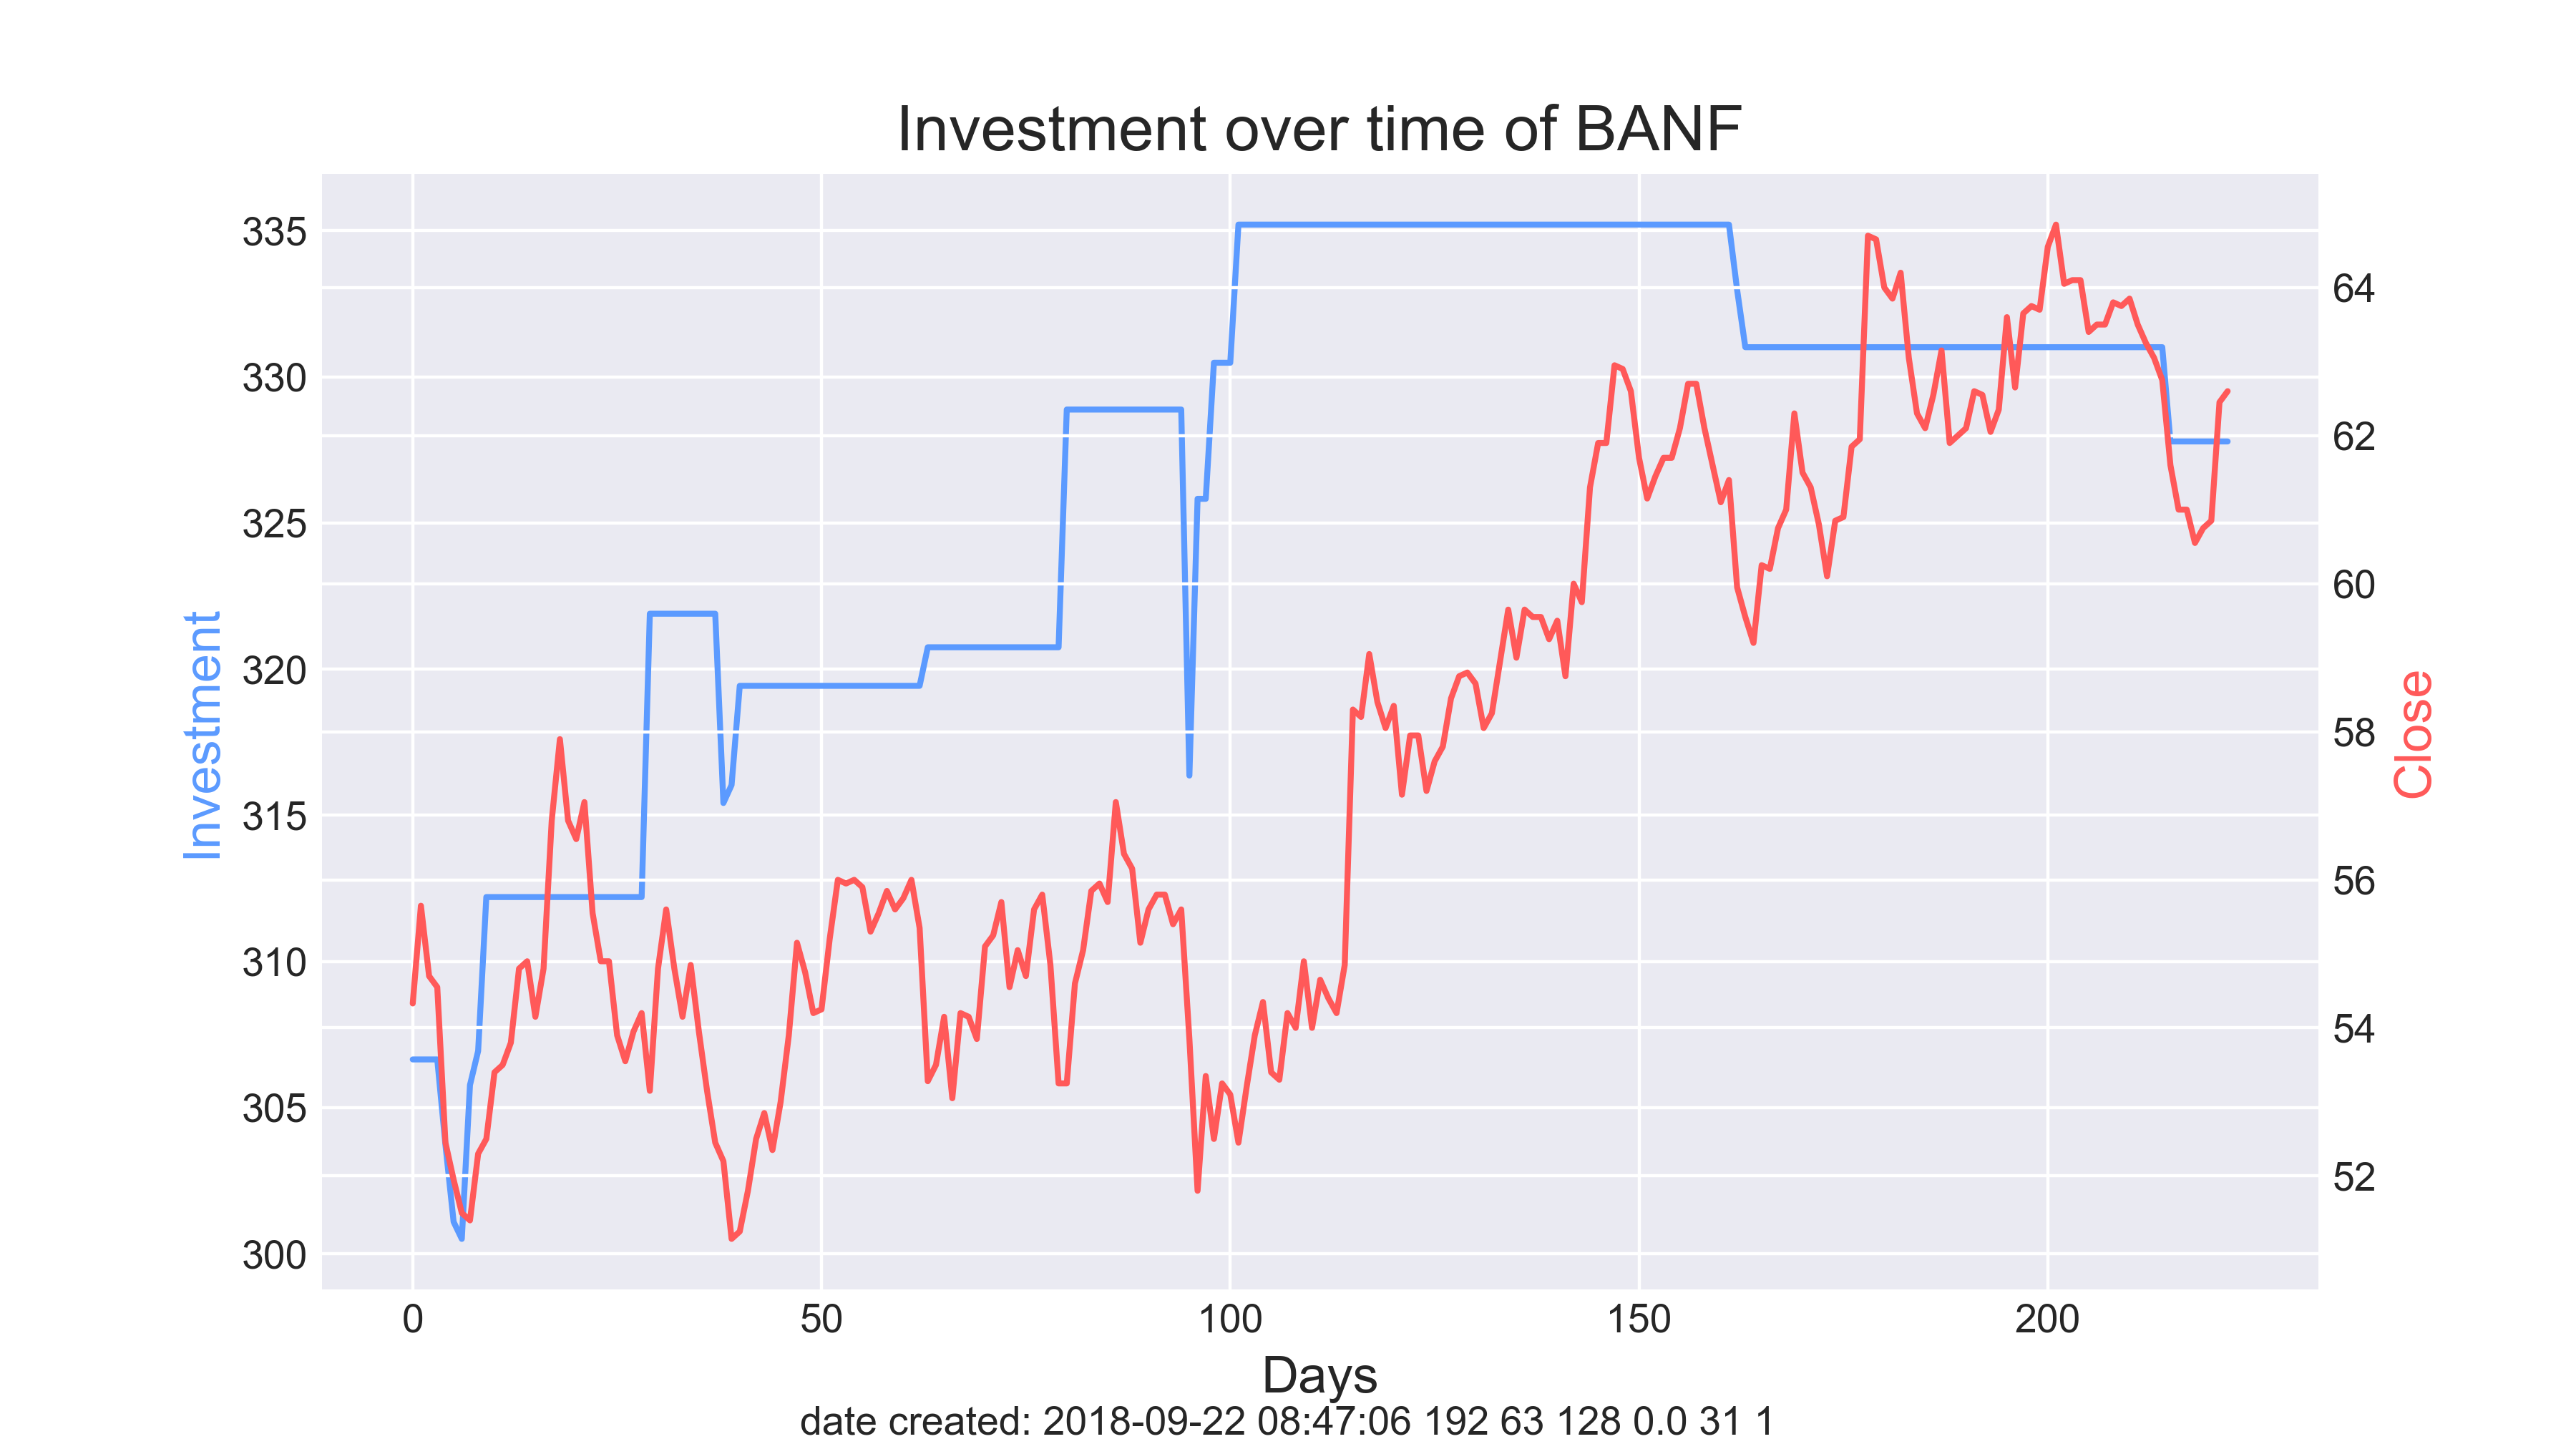 Investment over time of BANF
335
330
325
320
315
310
305
300
Investment
64
62
60
58
56
54
52
Close
0 50 100 150 200
Days
date created: 2018-09-22 08:47:06 192 63 128 0.0 31 1